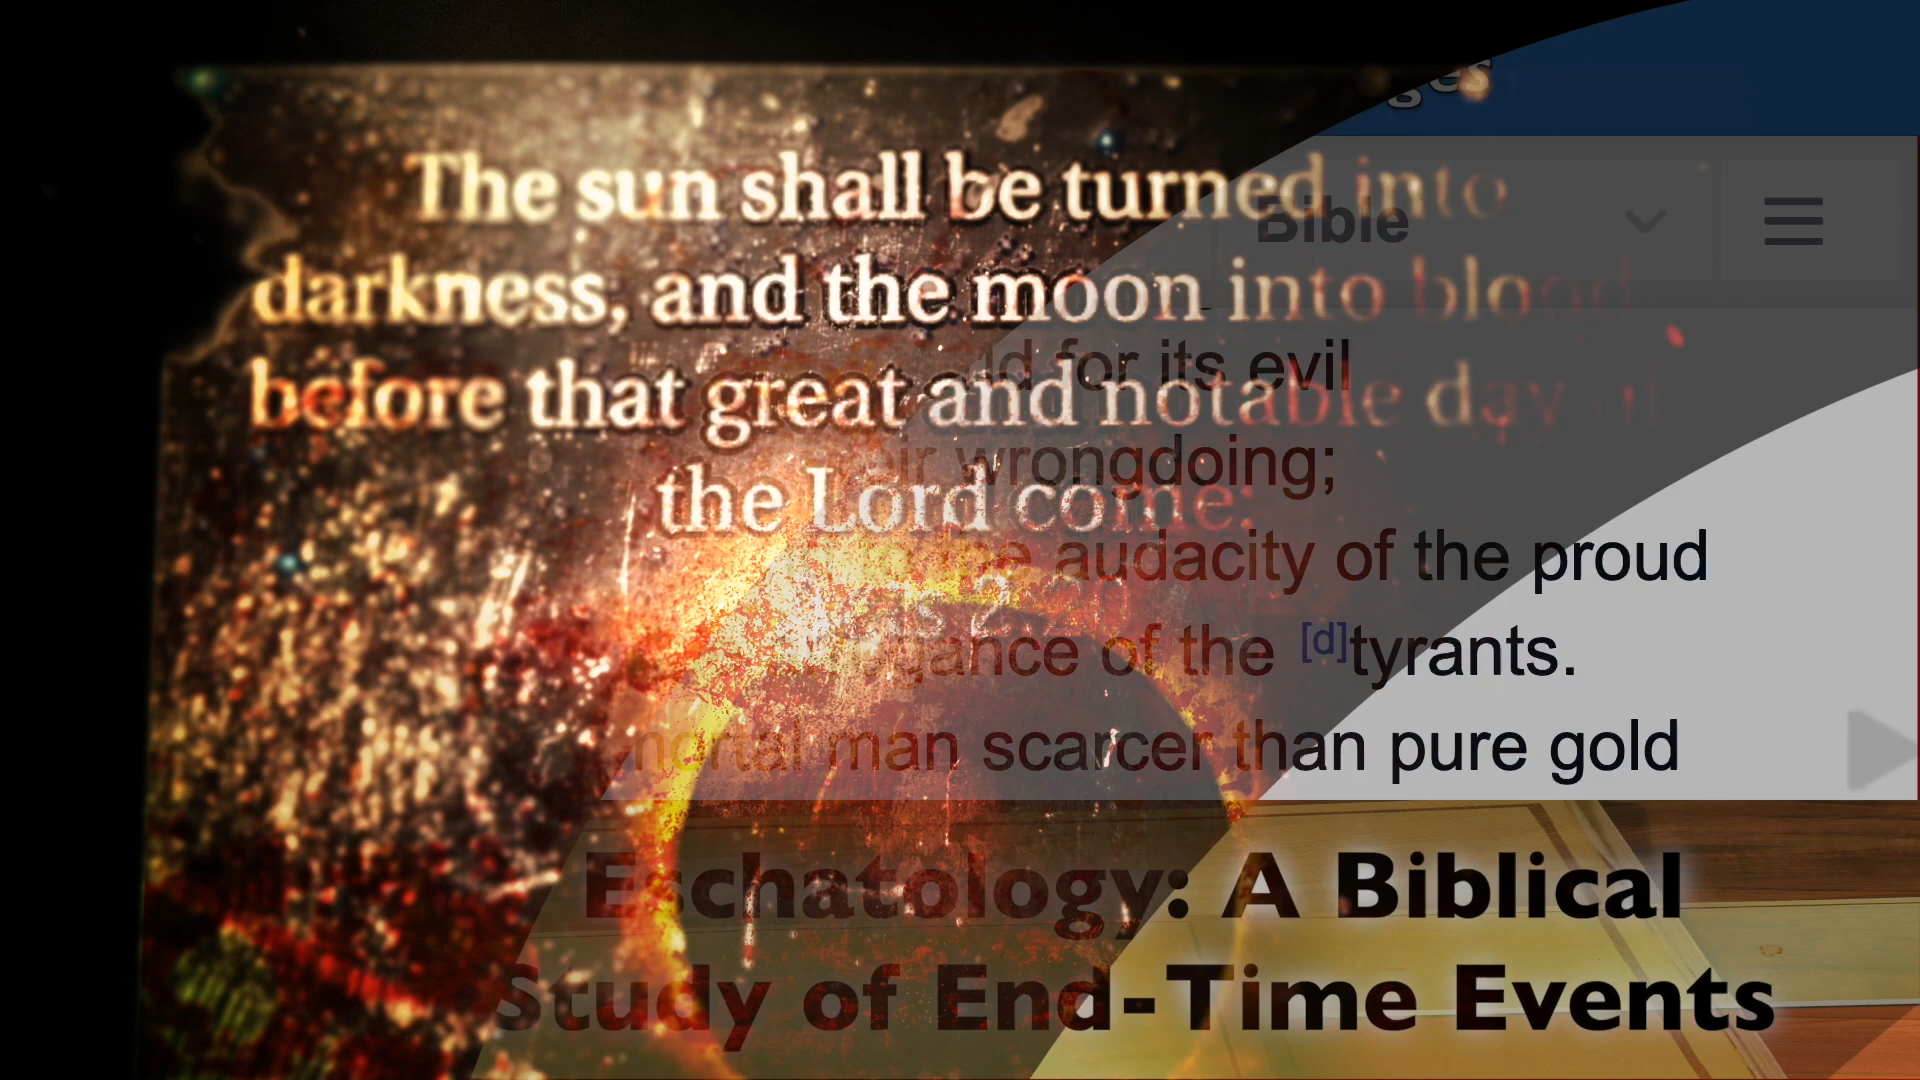 The sun shall be turned into
darkness, and the moon into blood
before that great and notable day of
the Lord come:
Bible
for its evil
wrongdoing;
the audacity of the proud
of the [d]tyrants.
mortal man scarcer than pure gold
Eschatology: A Biblical
Study of End-Time Events